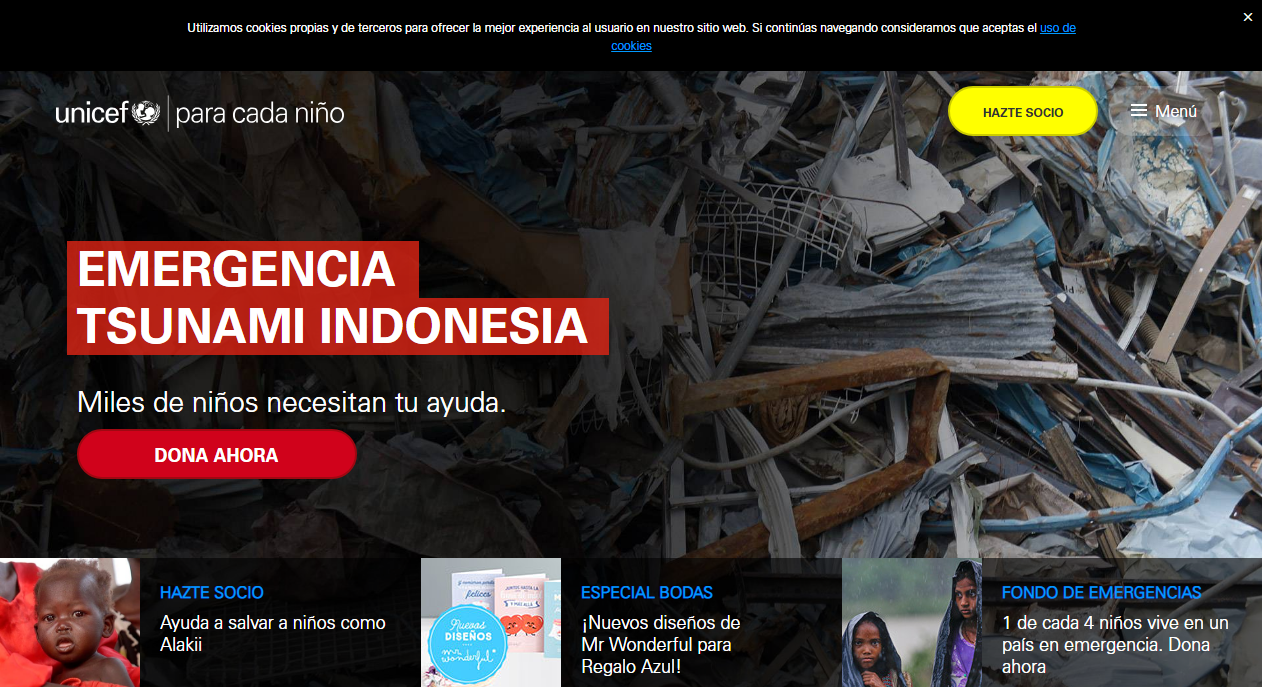 Utilizamos cookies propias y de terceros para ofrecer la mejor experiencia al usuario en nuestro sitio web. Si continúas navegando consideramos que aceptas el uso de
cookies
×
unicef | para cada niño
HAZTE SOCIO
Menú
EMERGENCIA
TSUNAMI INDONESIA
Miles de niños necesitan tu ayuda.
DONA AHORA
HAZTE SOCIO
Ayuda a salvar a niños como
Alakii
felices
Nuevos
DISEÑOS
mr
wonderful*
ESPECIAL BODAS
¡Nuevos diseños de
Mr Wonderful para
Regalo Azul!
FONDO DE EMERGENCIAS
1 de cada 4 niños vive en un
país en emergencia. Dona
ahora